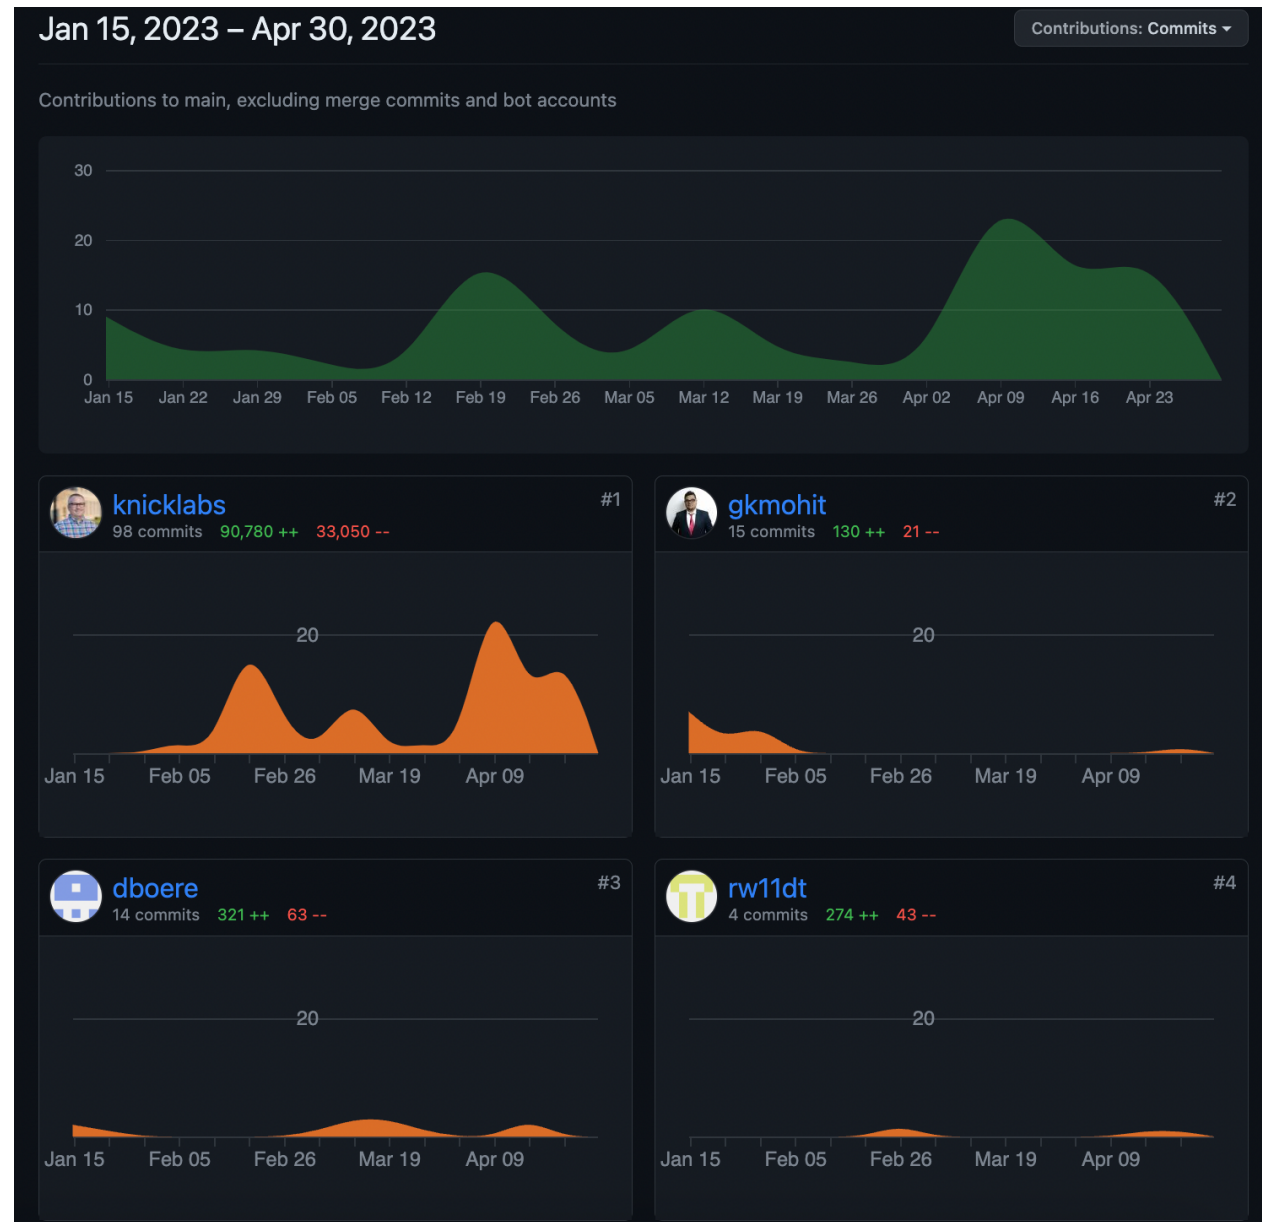 Jan 15, 2023 – Apr 30, 2023
Contributions: Commits
Contributions to main, excluding merge commits and bot accounts
30
20
10
0
Jan 15 Jan 22 Jan 29 Feb 05 Feb 12 Feb 19 Feb 26 Mar 05 Mar 12 Mar 19 Mar 26 Apr 02 Apr 09 Apr 16 Apr 23
knicklabs #1
98 commits 90,780 ++ 33,050 --
20
Jan 15 Feb 05 Feb 26 Mar 19 Apr 09
gkmohit #2
15 commits 130 ++ 21 --
20
Jan 15 Feb 05 Feb 26 Mar 19 Apr 09
dboere #3
14 commits 321 ++ 63 --
20
Jan 15 Feb 05 Feb 26 Mar 19 Apr 09
rw11dt #4
4 commits 274 ++ 43 --
20
Jan 15 Feb 05 Feb 26 Mar 19 Apr 09